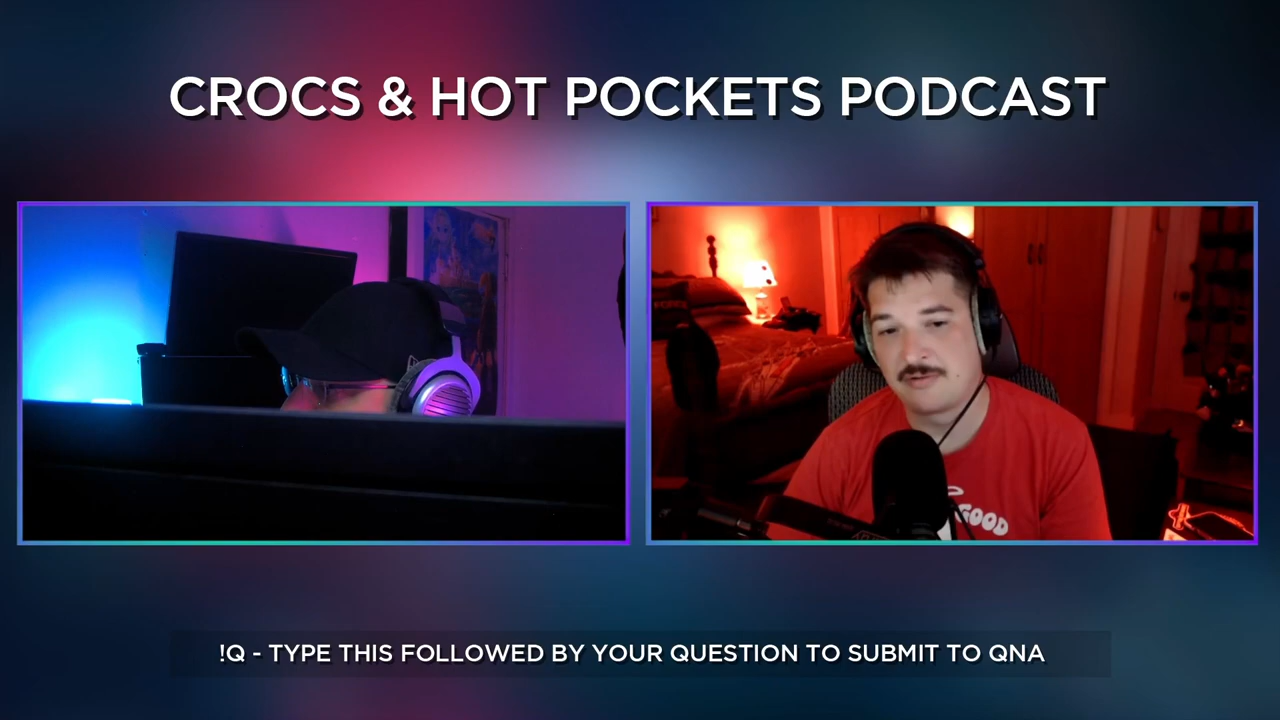 CROCS & HOT POCKETS PODCAST
GOOD
!Q - TYPE THIS FOLLOWED BY YOUR QUESTION TO SUBMIT TO QNA